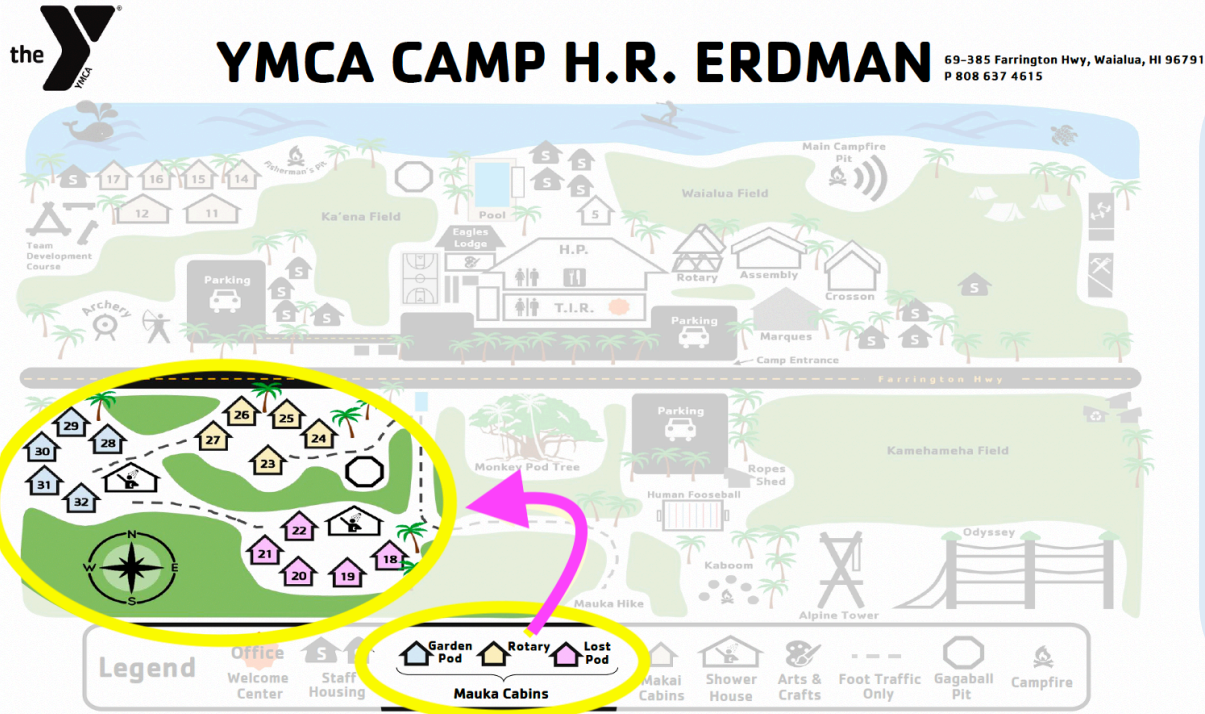 the
YMCA
YMCA CAMP H.R. ERDMAN
69-385 Farrington Hwy, Waialua, HI 96791
P 808 637 4615
Main Campfire
Pit
Fisherman's Pit
S
17
16
15
14
S
S
S
S
12
11
Ka'ena Field
Pool
5
Waialua Field
Team
Development
Course
Eagles
Lodge
H.P.
T.I.R.
Rotary
Assembly
Crosson
Parking
S
S
S
S
Archery
Parking
Marques
S
S
S
S
Camp Entrance
Farrington Hwy
29
30
28
31
32
26
25
27
24
23
22
21
20
19
18
N
W
E
S
Monkey Pod Tree
Parking
Ropes
Shed
Human Fooseball
Kamehameha Field
Kaboom
Mauka Hike
Alpine Tower
Odyssey
Legend
Office
Welcome
Center
S
Staff
Housing
Garden
Pod
Rotary
Lost
Pod
Mauka Cabins
Makai
Cabins
Shower
House
Arts &
Crafts
Foot Traffic
Only
Gagaball
Pit
Campfire